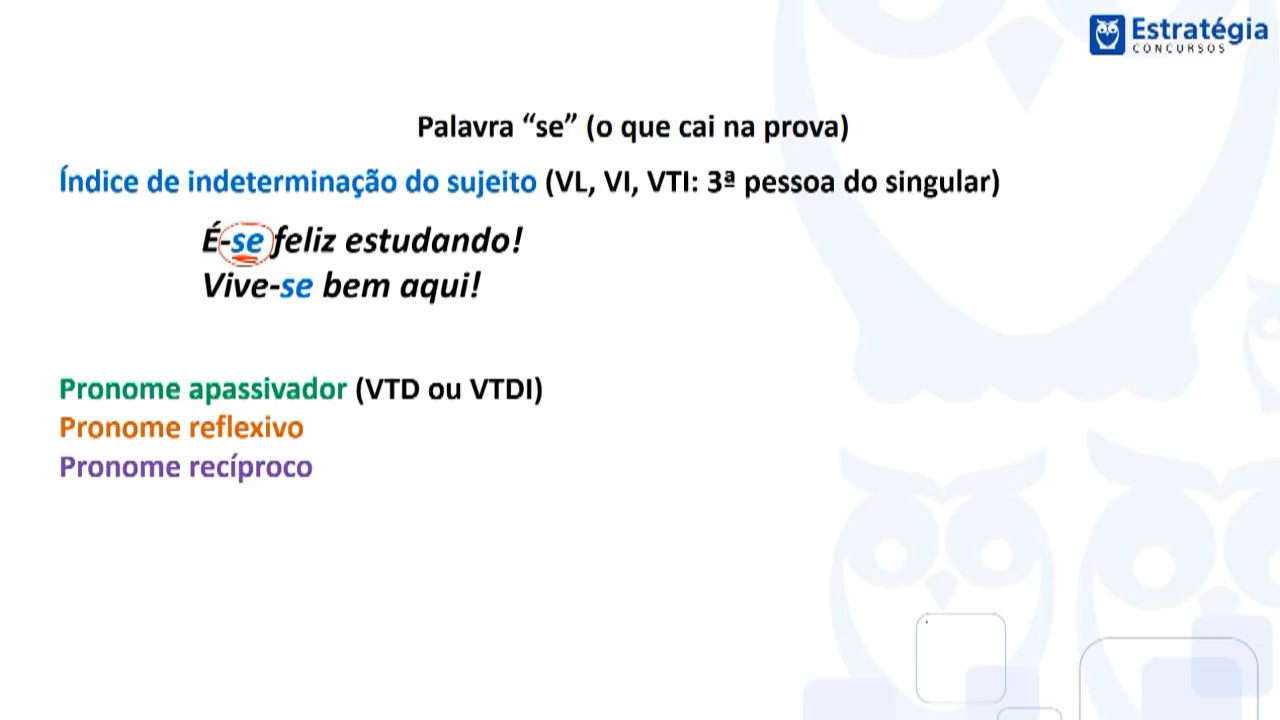 Estratégia
CONCURSOS
Palavra “se” (o que cai na prova)
Índice de indeterminação do sujeito (VL, VI, VTI: 3ª pessoa do singular)
É-se feliz estudando!
Vive-se bem aqui!
Pronome apassivador (VTD ou VTDI)
Pronome reflexivo
Pronome recíproco